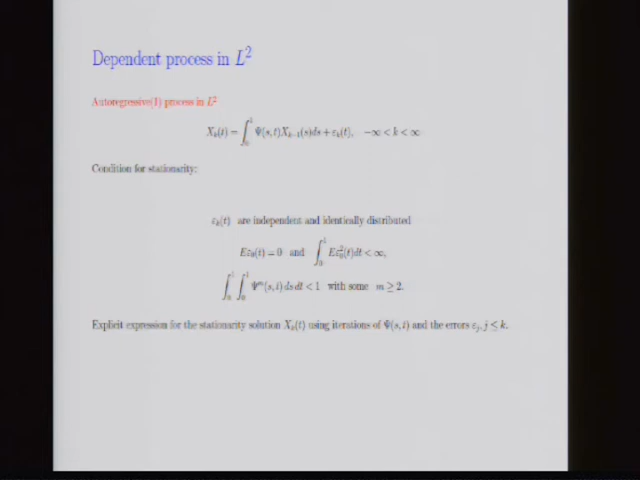 Dependent process in L²
Autoregressive(1) process in L²
X_k(t) = ∫_0^1 Ψ(s,t)X_{k−1}(s)ds + ε_k(t), −∞ < k < ∞
Condition for stationarity:
ε_k(t) are independent and identically distributed
Eε_0(t) = 0 and ∫_0^1 Eε_0^2(t)dt < ∞,
∫_0^1 ∫_0^1 Ψ^m(s,t) ds dt < 1 with some m ≥ 2.
Explicit expression for the stationarity solution X_k(t) using iterations of Ψ(s,t) and the errors ε_j, j ≤ k.